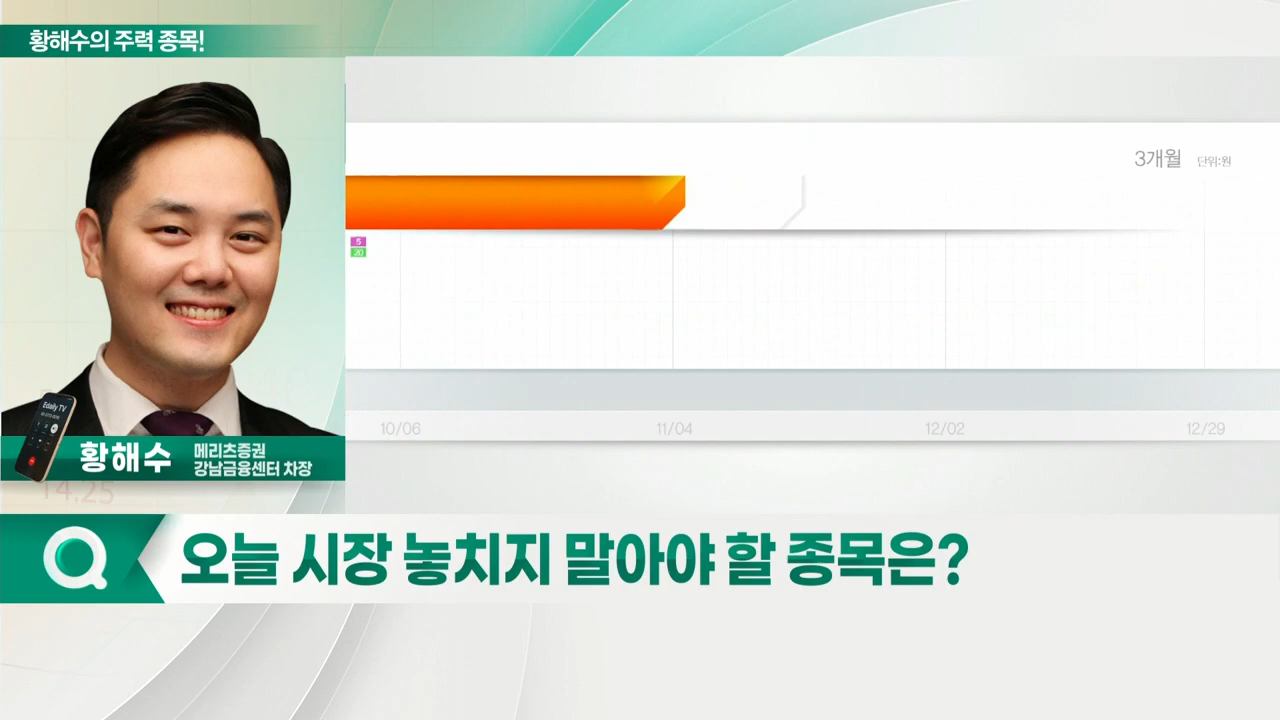 황해수의 주력 종목!
3개월 단위:원
5
20
10/06 11/04 12/02 12/29
Edaily TV
황해수
메리츠증권
강남금융센터 차장
14.25
Q
오늘 시장 놓치지 말아야 할 종목은?